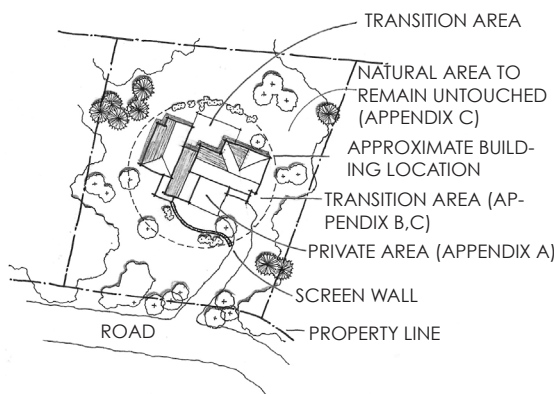 TRANSITION AREA
NATURAL AREA TO
REMAIN UNTOUCHED
(APPENDIX C)
APPROXIMATE BUILD-
ING LOCATION
TRANSITION AREA (AP-
PENDIX B,C)
PRIVATE AREA (APPENDIX A)
SCREEN WALL
ROAD
PROPERTY LINE